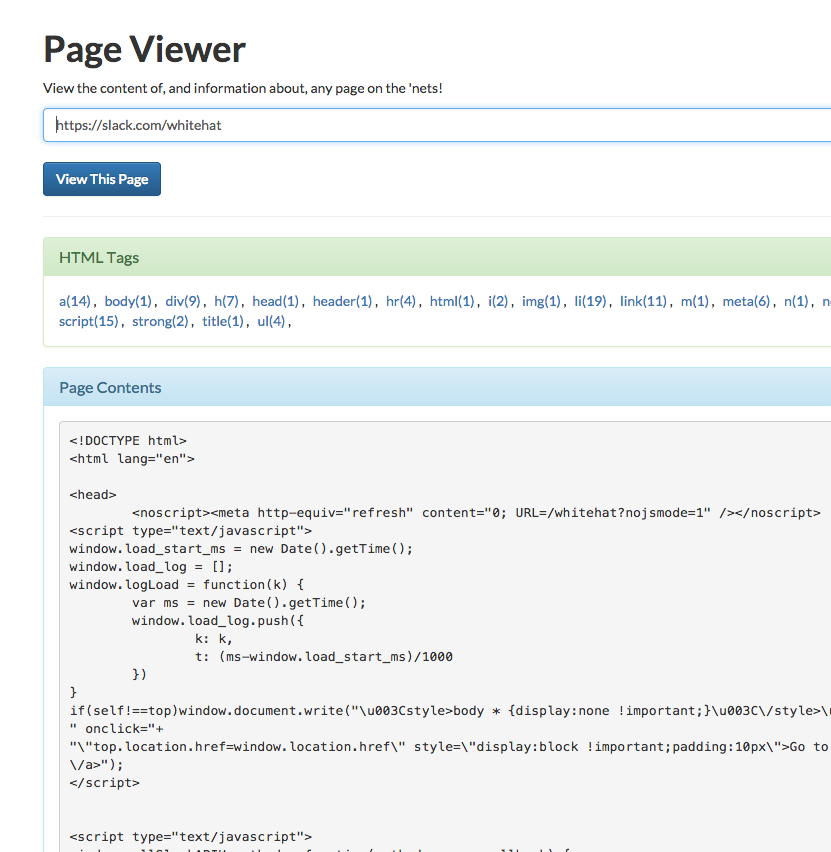 Page Viewer
View the content of, and information about, any page on the 'nets!
https://slack.com/whitehat
View This Page
HTML Tags
a(14), body(1), div(9), h(7), head(1), header(1), hr(4), html(1), i(2), img(1), li(19), link(11), m(1), meta(6), n(1),
script(15), strong(2), title(1), ul(4),
Page Contents
<!DOCTYPE html>
<html lang="en">
<head>
<noscript><meta http-equiv="refresh" content="0; URL=/whitehat?nojsmode=1" /></noscript>
<script type="text/javascript">
window.load_start_ms = new Date().getTime();
window.load_log = [];
window.logLoad = function(k) {
var ms = new Date().getTime();
window.load_log.push({
k: k,
t: (ms-window.load_start_ms)/1000
})
}
if(self!==top)window.document.write("\u003Cstyle>body * {display:none !important;}\u003C\/style>\u
" onclick="+
"\"top.location.href=window.location.href\" style=\"display:block !important;padding:10px\">Go to
\/a>");
</script>
<script type="text/javascript">